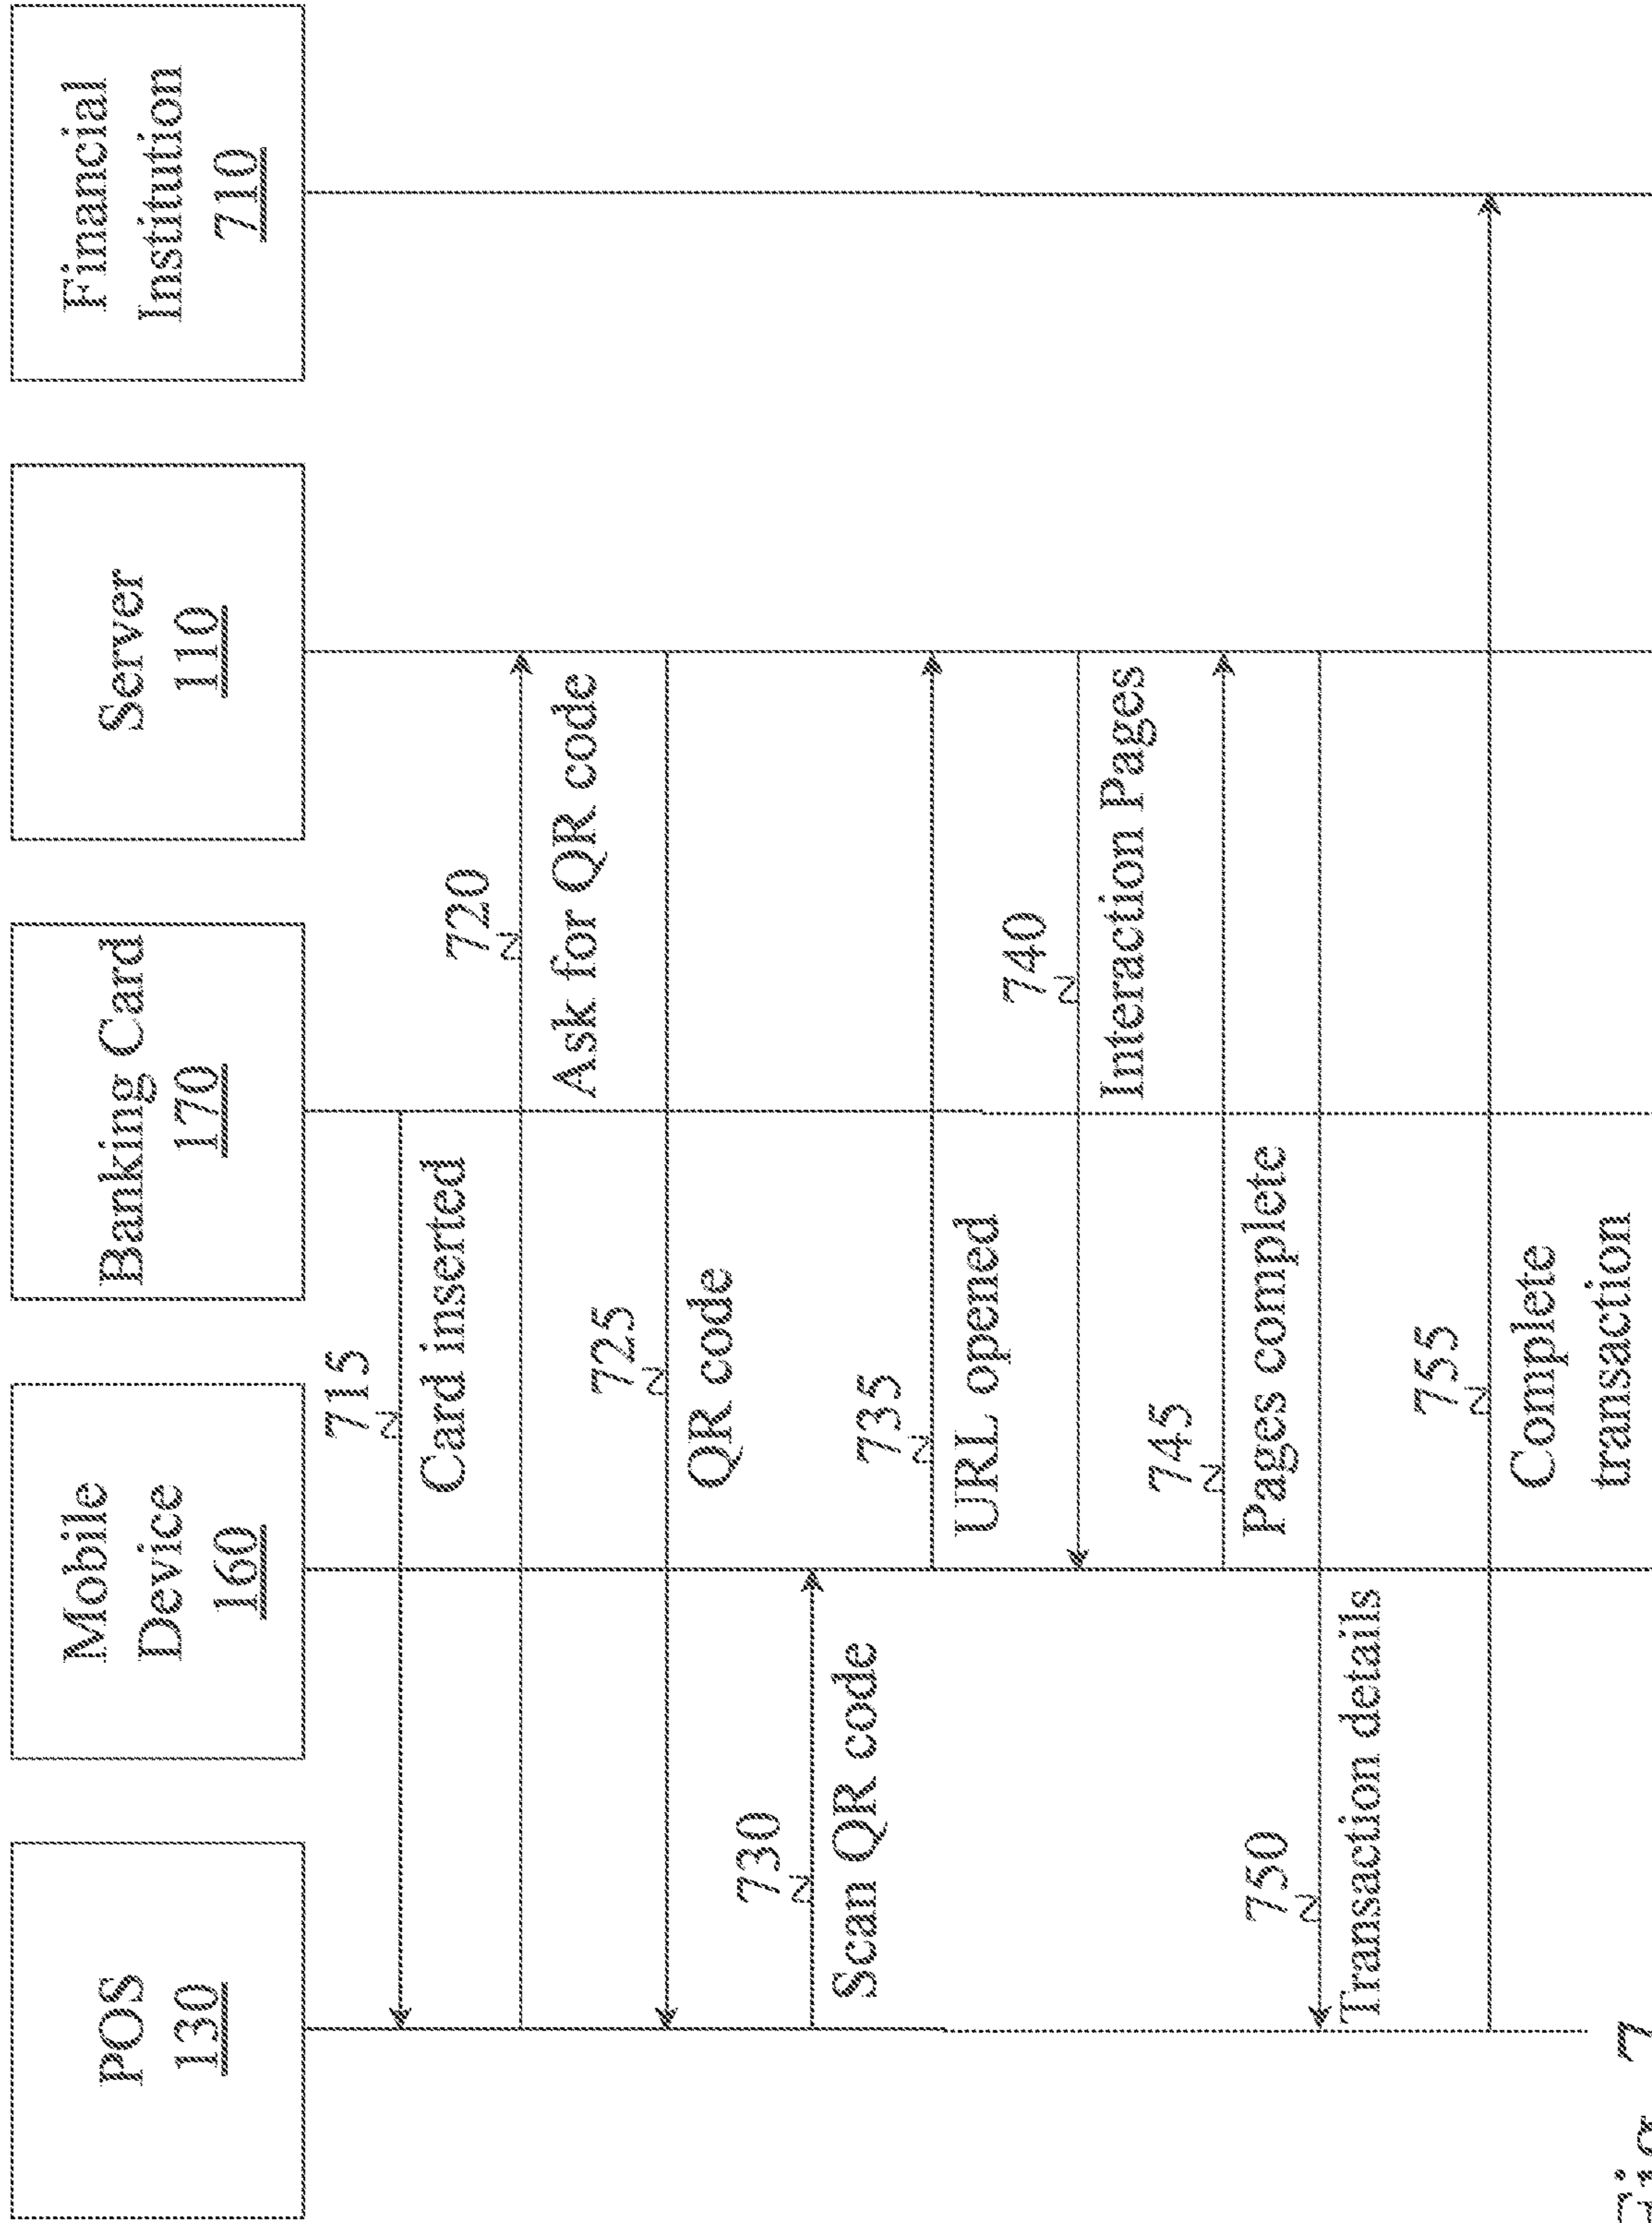 POS
130
Mobile
Device
160
Banking Card
170
Server
110
Financial
Institution
710
715
Card inserted
720
Ask for QR code
725
QR code
730
Scan QR code
735
URL opened
740
Interaction Pages
745
Pages complete
750
Transaction details
755
Complete
transaction
Fig. 7